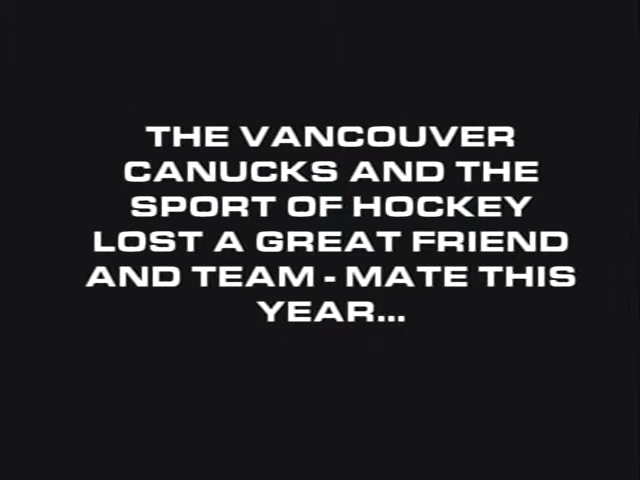 THE VANCOUVER
CANUCKS AND THE
SPORT OF HOCKEY
LOST A GREAT FRIEND
AND TEAM - MATE THIS
YEAR...